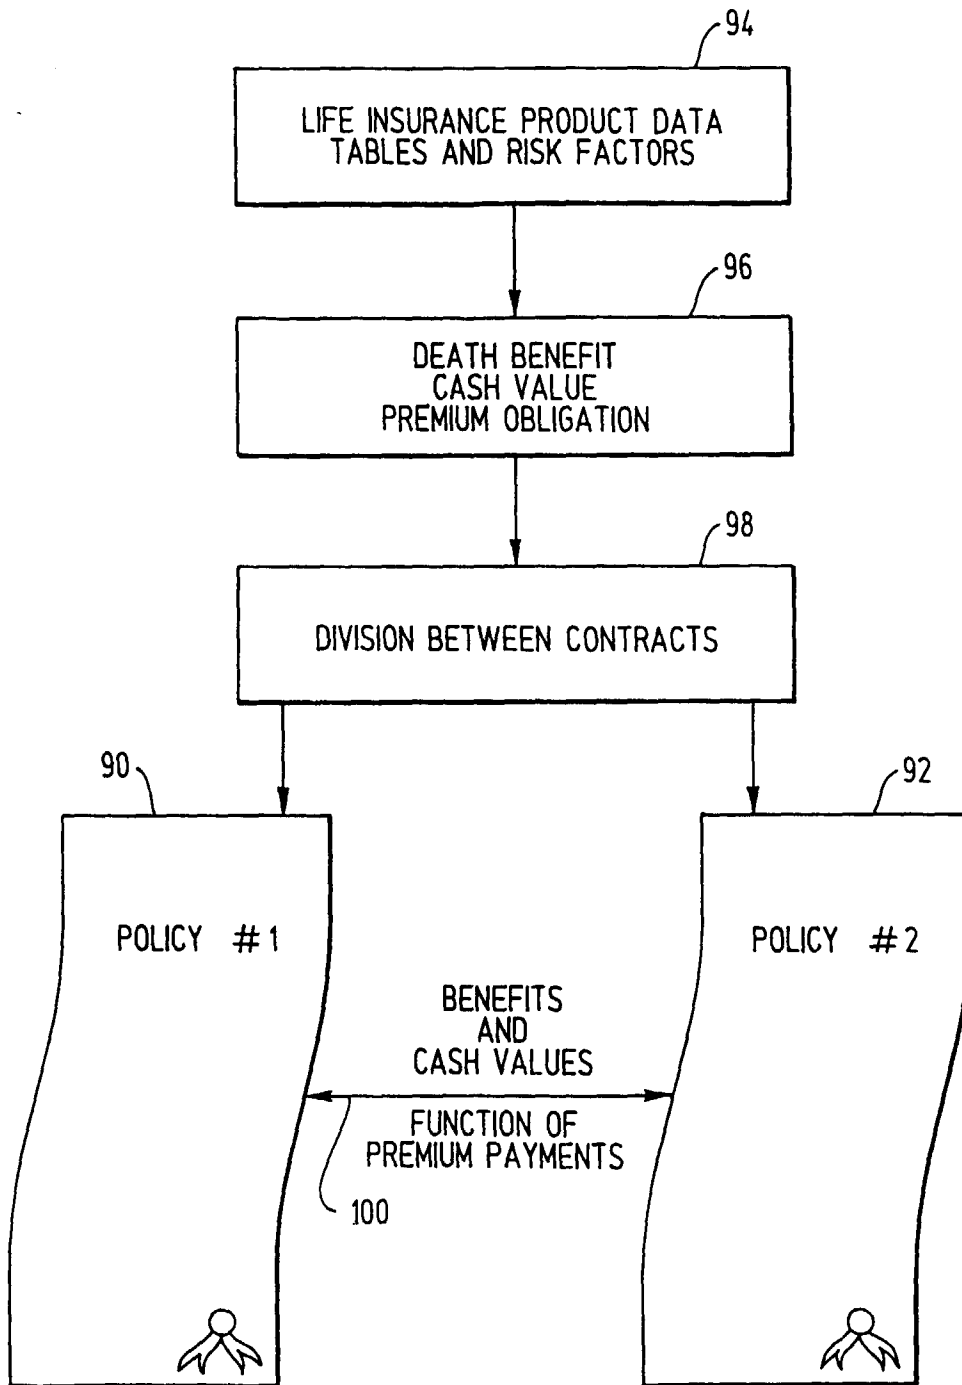 94
LIFE INSURANCE PRODUCT DATA
TABLES AND RISK FACTORS
96
DEATH BENEFIT
CASH VALUE
PREMIUM OBLIGATION
98
DIVISION BETWEEN CONTRACTS
90
92
POLICY #1
POLICY #2
BENEFITS
AND
CASH VALUES
FUNCTION OF
PREMIUM PAYMENTS
100